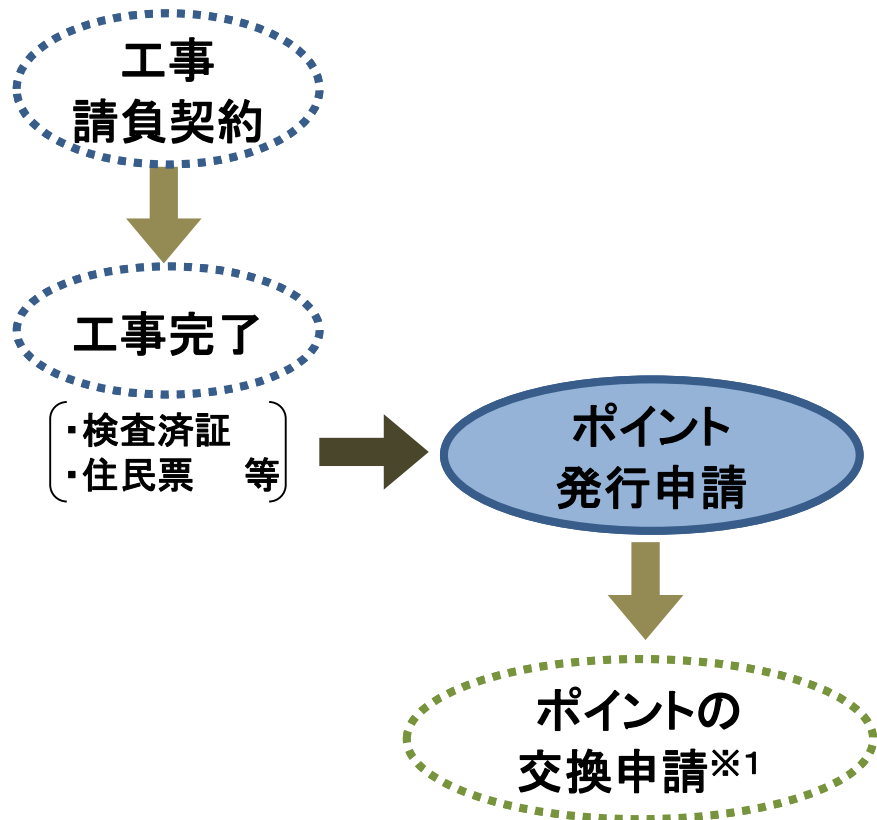 工事
請負契約
工事完了
・検査済証
・住民票　等
ポイント
発行申請
ポイントの
交換申請※1